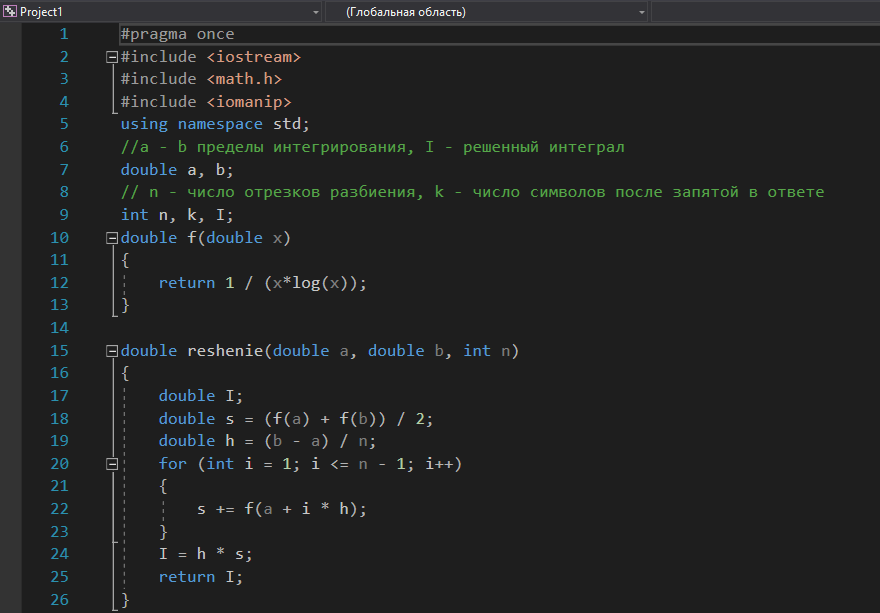 Project1 (Глобальная область)
1 #pragma once
2 #include <iostream>
3 #include <math.h>
4 #include <iomanip>
5 using namespace std;
6 //a - b пределы интегрирования, I - решенный интеграл
7 double a, b;
8 // n - число отрезков разбиения, k - число символов после запятой в ответе
9 int n, k, I;
10 double f(double x)
11 {
12 return 1 / (x*log(x));
13 }
14
15 double reshenie(double a, double b, int n)
16 {
17 double I;
18 double s = (f(a) + f(b)) / 2;
19 double h = (b - a) / n;
20 for (int i = 1; i <= n - 1; i++)
21 {
22 s += f(a + i * h);
23 }
24 I = h * s;
25 return I;
26 }